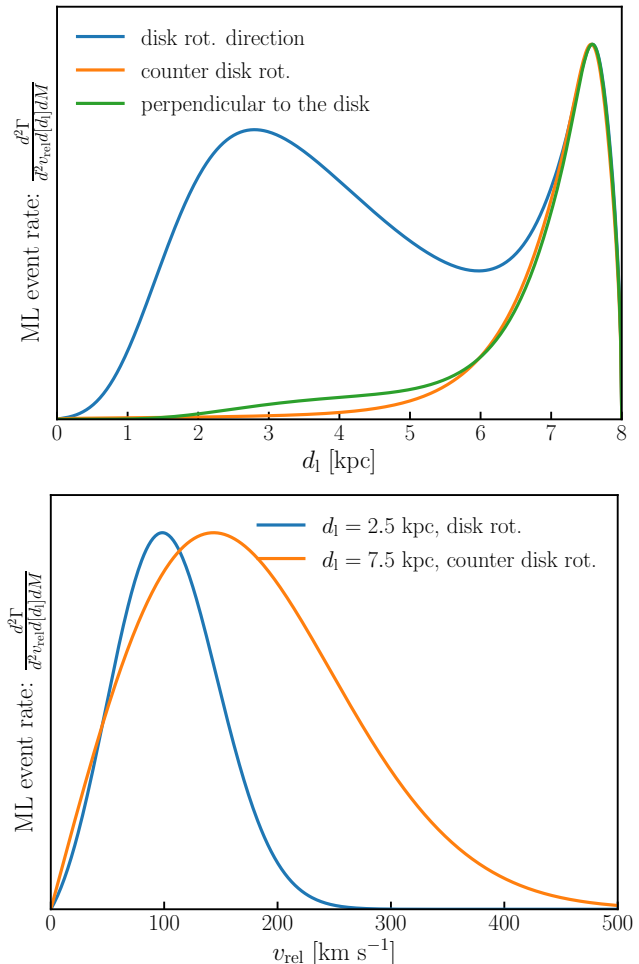 disk rot. direction
counter disk rot.
perpendicular to the disk
ML event rate: d²Γ / d²v_rel d[d_l]dM
0 1 2 3 4 5 6 7 8
d_l [kpc]
d_l = 2.5 kpc, disk rot.
d_l = 7.5 kpc, counter disk rot.
ML event rate: d²Γ / d²v_rel d[d_l]dM
0 100 200 300 400 500
v_rel [km s⁻¹]